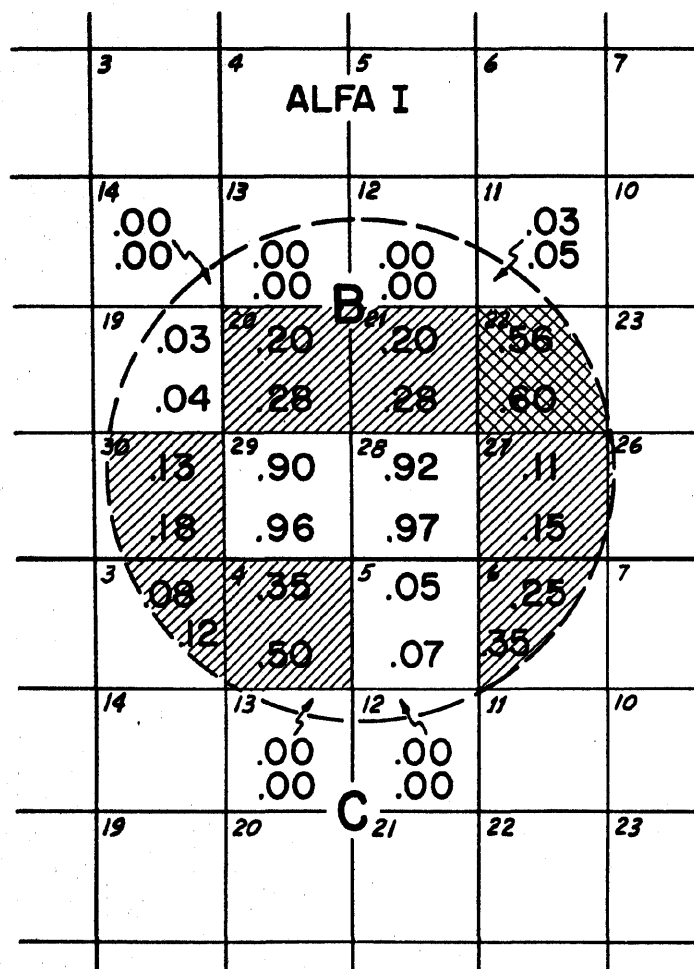 3 4 5 6 7
ALFA I
14 13 12 11 10
.00 .03
.00 .00 .00 .05
.00 .00
B
19 20 21 22 23
.03 .20 .20 .56
.04 .28 .28 .60
30 29 28 27 26
.13 .90 .92 .11
.18 .96 .97 .15
3 4 5 6 7
.08 .35 .05 .25
.12 .50 .07 .35
14 13 12 11 10
.00 .00
.00 .00
C
19 20 21 22 23